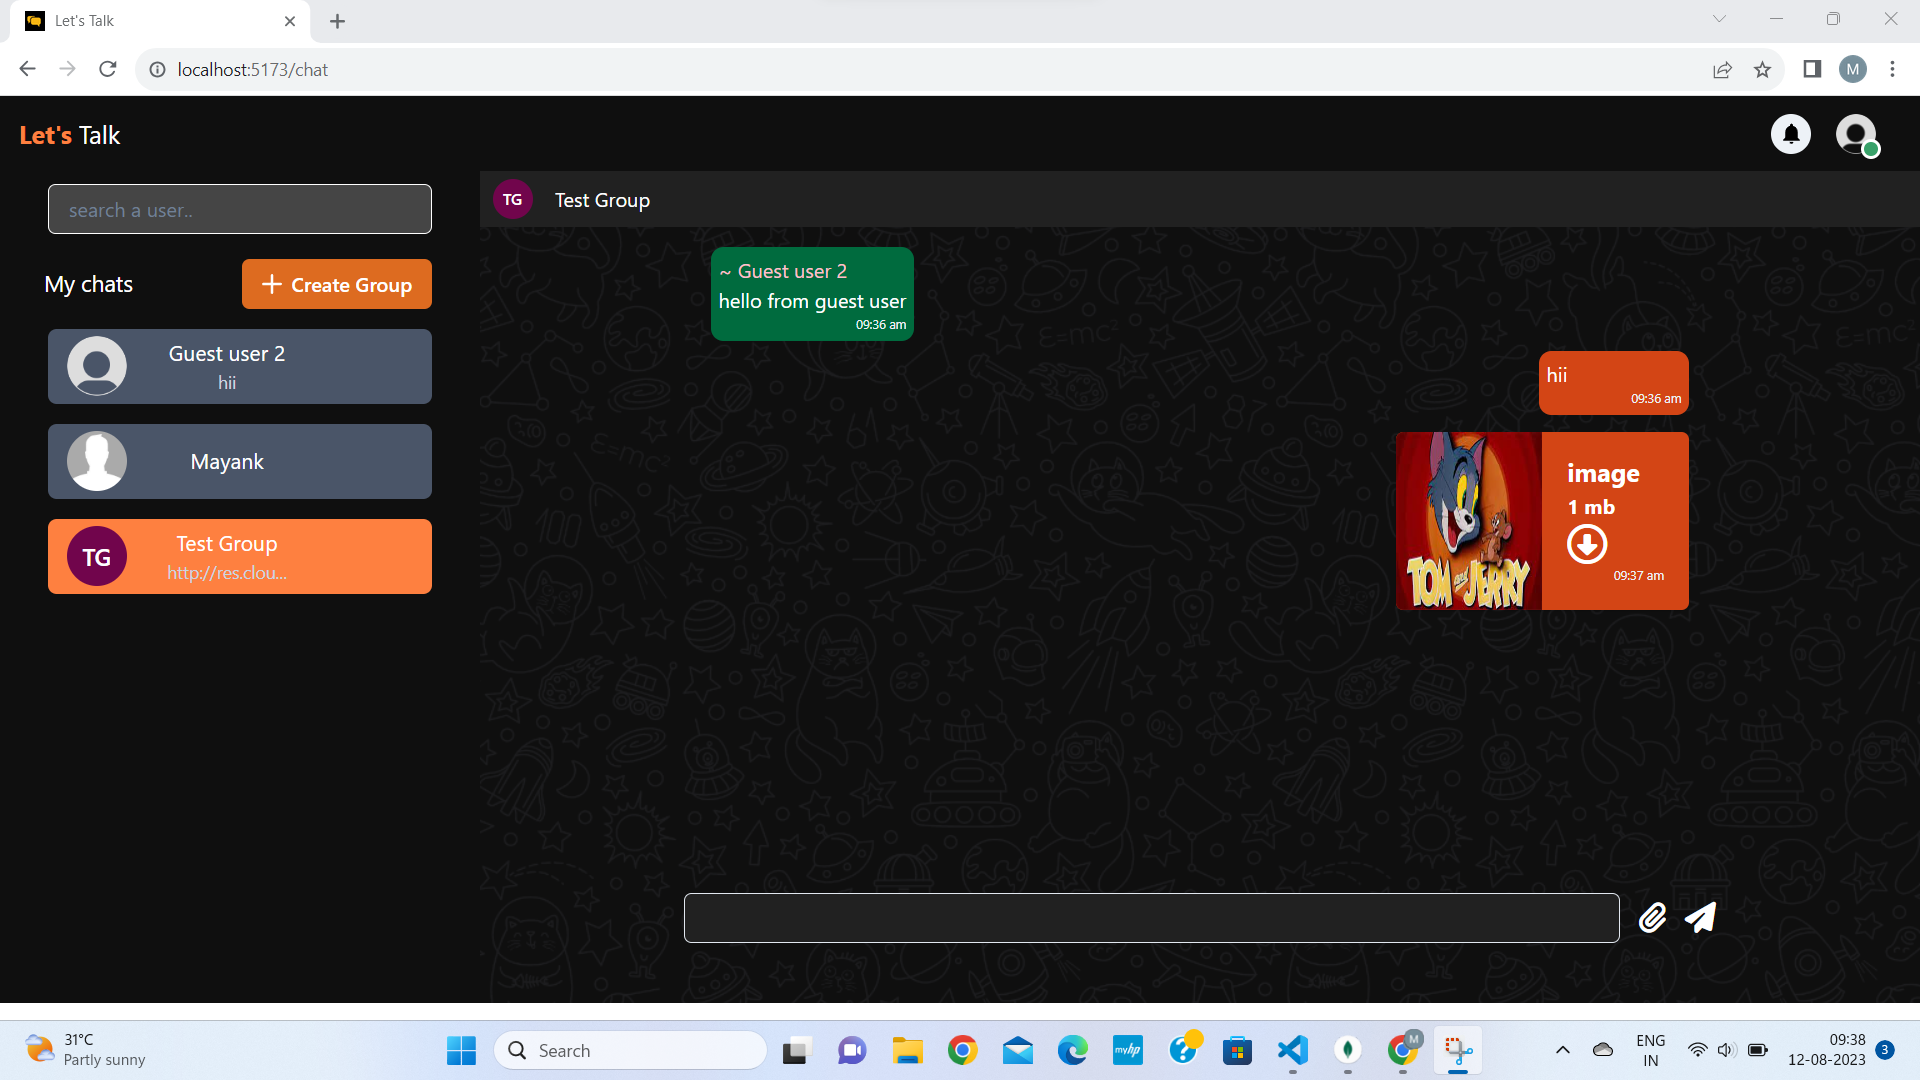 Let's Talk
localhost:5173/chat
M
Let's Talk
search a user..
My chats
Create Group
Guest user 2
hii
Mayank
TG
Test Group
http://res.clou...
TG
Test Group
~ Guest user 2
hello from guest user
09:36 am
hii
09:36 am
TOM and JERRY
image
1 mb
09:37 am
E=mc²
E=mc²
31°C
Partly sunny
Search
myhp
M
ENG
IN
09:38
12-08-2023
3